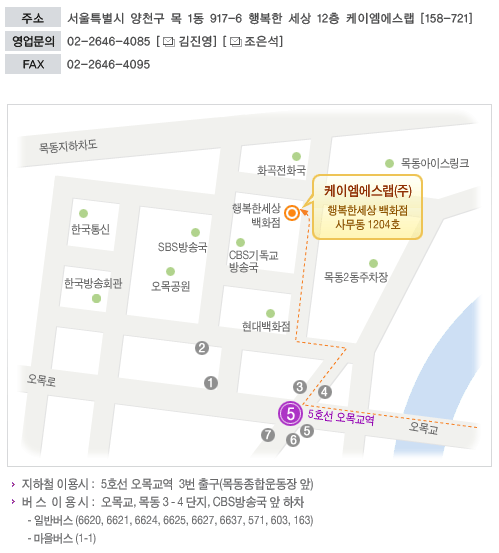 주소 서울특별시 양천구 목 1동 917-6 행복한 세상 12층 케이엠에스랩 [158-721]
영업문의 02-2646-4085 [ 김진영] [ 조은석]
FAX 02-2646-4095
목동지하차도
화곡전화국
목동아이스링크
케이엠에스랩(주)
행복한세상 백화점
사무동 1204호
행복한세상
백화점
한국통신
SBS방송국
CBS기독교
방송국
목동2동주차장
한국방송회관
오목공원
현대백화점
2
1
3
4
오목로
5
5호선 오목교역
오목교
7
6
5
› 지하철 이용시 : 5호선 오목교역 3번 출구(목동종합운동장 앞)
› 버 스 이 용 시 : 오목교, 목동 3 - 4 단지, CBS방송국 앞 하차
- 일반버스 (6620, 6621, 6624, 6625, 6627, 6637, 571, 603, 163)
- 마을버스 (1-1)